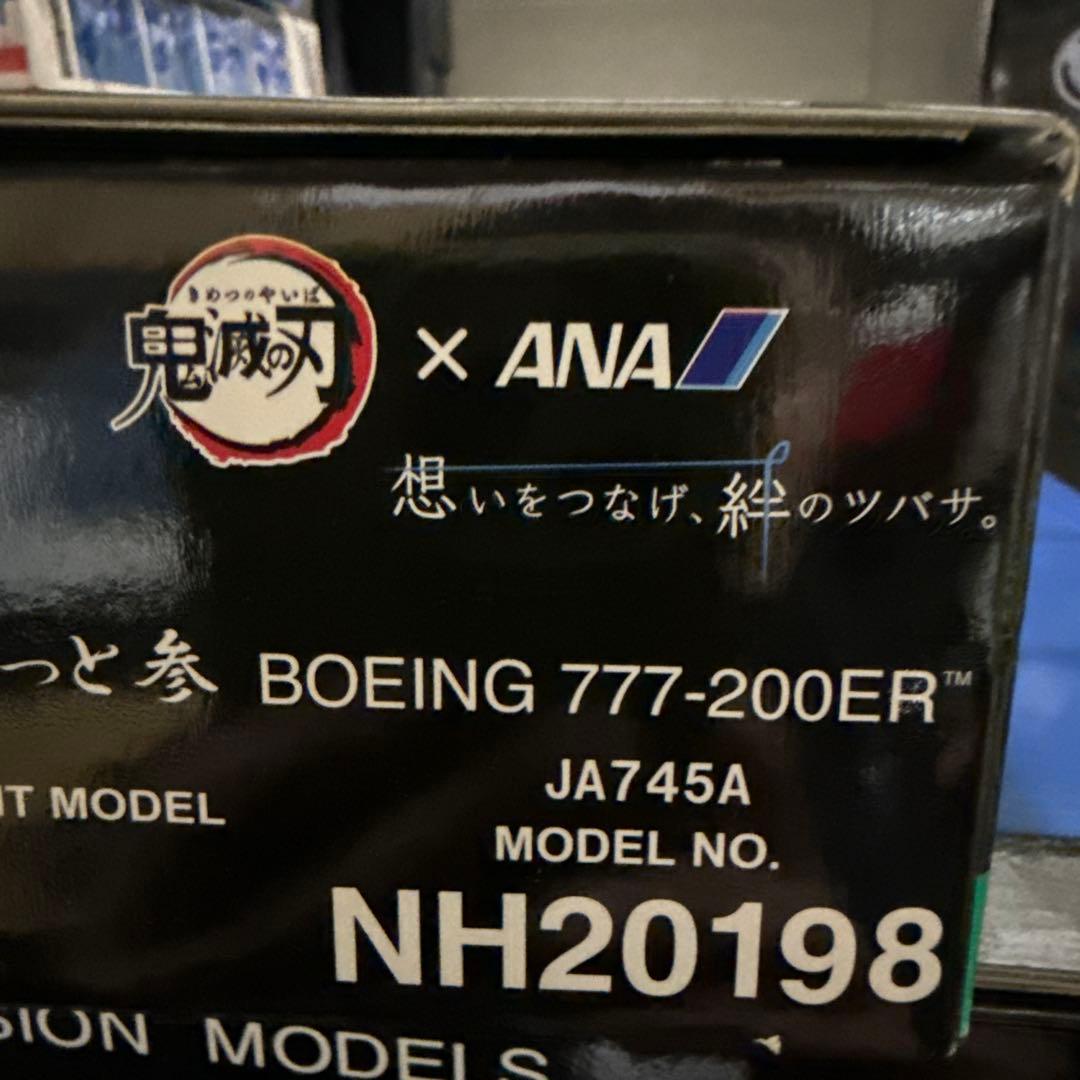 きめつのやいば
鬼滅の刃 × ANA
想いをつなげ、絆のツバサ。
っと 参 BOEING 777-200ER™
JA745A
IT MODEL
MODEL NO.
NH20198
SION MODELS